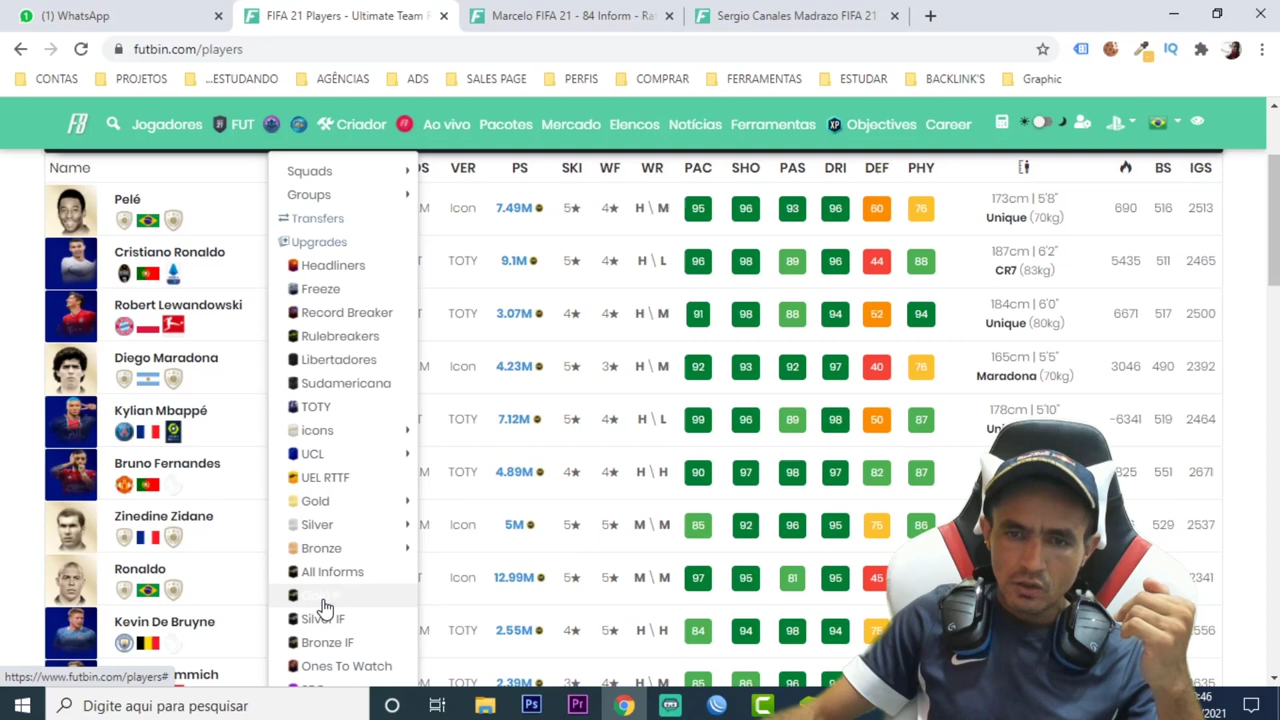 (1) WhatsApp
FIFA 21 Players - Ultimate Team
Marcelo FIFA 21 - 84 Inform - Ra
Sergio Canales Madrazo FIFA 21
futbin.com/players
CONTAS PROJETOS ...ESTUDANDO AGÊNCIAS ADS SALES PAGE PERFIS COMPRAR FERRAMENTAS ESTUDAR BACKLINK'S Graphic
Jogadores FUT Criador Ao vivo Pacotes Mercado Elencos Notícias Ferramentas XP Objectives Career
Name VER PS SKI WF WR PAC SHO PAS DRI DEF PHY BS IGS
Pelé Icon 7.49M 5★ 4★ H \ M 95 96 93 96 60 76 173cm | 5'8" 690 516 2513
Unique (70kg)
Cristiano Ronaldo TOTY 9.1M 5★ 4★ H \ L 96 98 89 96 44 88 187cm | 6'2" 5435 511 2465
CR7 (83kg)
Robert Lewandowski TOTY 3.07M 4★ 4★ H \ M 91 98 88 94 52 94 184cm | 6'0" 6671 517 2500
Unique (80kg)
Diego Maradona Icon 4.23M 5★ 3★ H \ M 92 93 92 97 40 76 165cm | 5'5" 3046 490 2392
Maradona (70kg)
Kylian Mbappé TOTY 7.12M 5★ 4★ H \ L 99 96 89 98 50 87 178cm | 5'10" -6341 519 2464
Bruno Fernandes TOTY 4.89M 4★ 4★ H \ H 90 97 98 97 82 87 551 2671
Zinedine Zidane Icon 5M 5★ 5★ M \ M 85 92 96 95 75 86 529 2537
Ronaldo Icon 12.99M 5★ 5★ M \ M 97 95 81 95 45
Kevin De Bruyne TOTY 2.55M 4★ 5★ H \ H 84 94 98 94
TOTY 2.39M
Squads
Groups
Transfers
Upgrades
Headliners
Freeze
Record Breaker
Rulebreakers
Libertadores
Sudamericana
TOTY
icons
UCL
UEL RTTF
Gold
Silver
Bronze
All Informs
Silver IF
Bronze IF
Ones To Watch
https://www.futbin.com/players#
Digite aqui para pesquisar
Ps
Pr